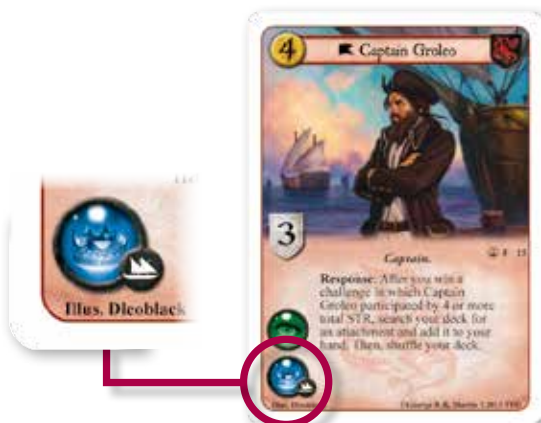 4
Captain Groleo
3
Captain.
Response: After you win a
challenge in which Captain
Groleo participated by 4 or more
total STR, search your deck for
an attachment and add it to your
hand. Then, shuffle your deck.
Illus. Dicoblack